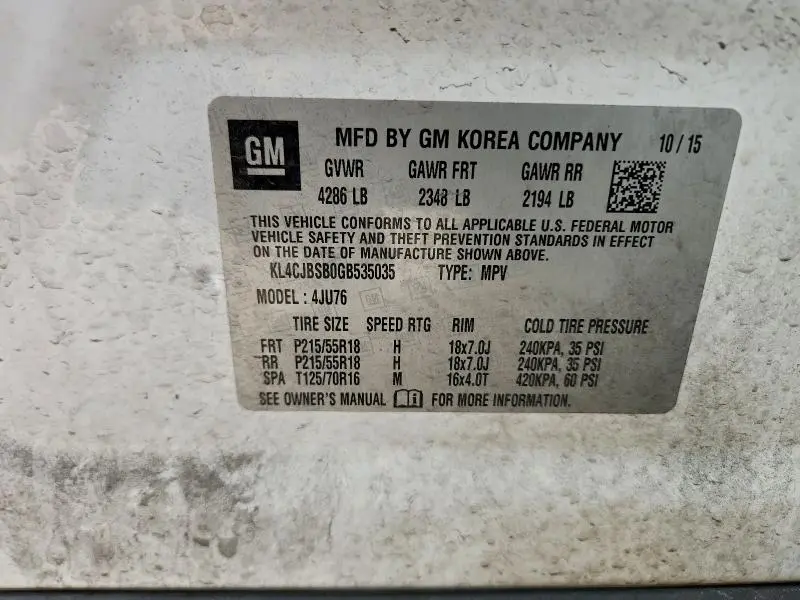 GM MFD BY GM KOREA COMPANY 10 / 15
GVWR GAWR FRT GAWR RR
4286 LB 2348 LB 2194 LB
THIS VEHICLE CONFORMS TO ALL APPLICABLE U.S. FEDERAL MOTOR
VEHICLE SAFETY AND THEFT PREVENTION STANDARDS IN EFFECT
ON THE DATE OF MANUFACTURE SHOWN ABOVE.
KL4CJBSB0GB535035 TYPE: MPV
MODEL : 4JU76
TIRE SIZE SPEED RTG RIM COLD TIRE PRESSURE
FRT P215/55R18 H 18x7.0J 240KPA, 35 PSI
RR P215/55R18 H 18x7.0J 240KPA, 35 PSI
SPA T125/70R16 M 16x4.0T 420KPA, 60 PSI
SEE OWNER'S MANUAL FOR MORE INFORMATION.